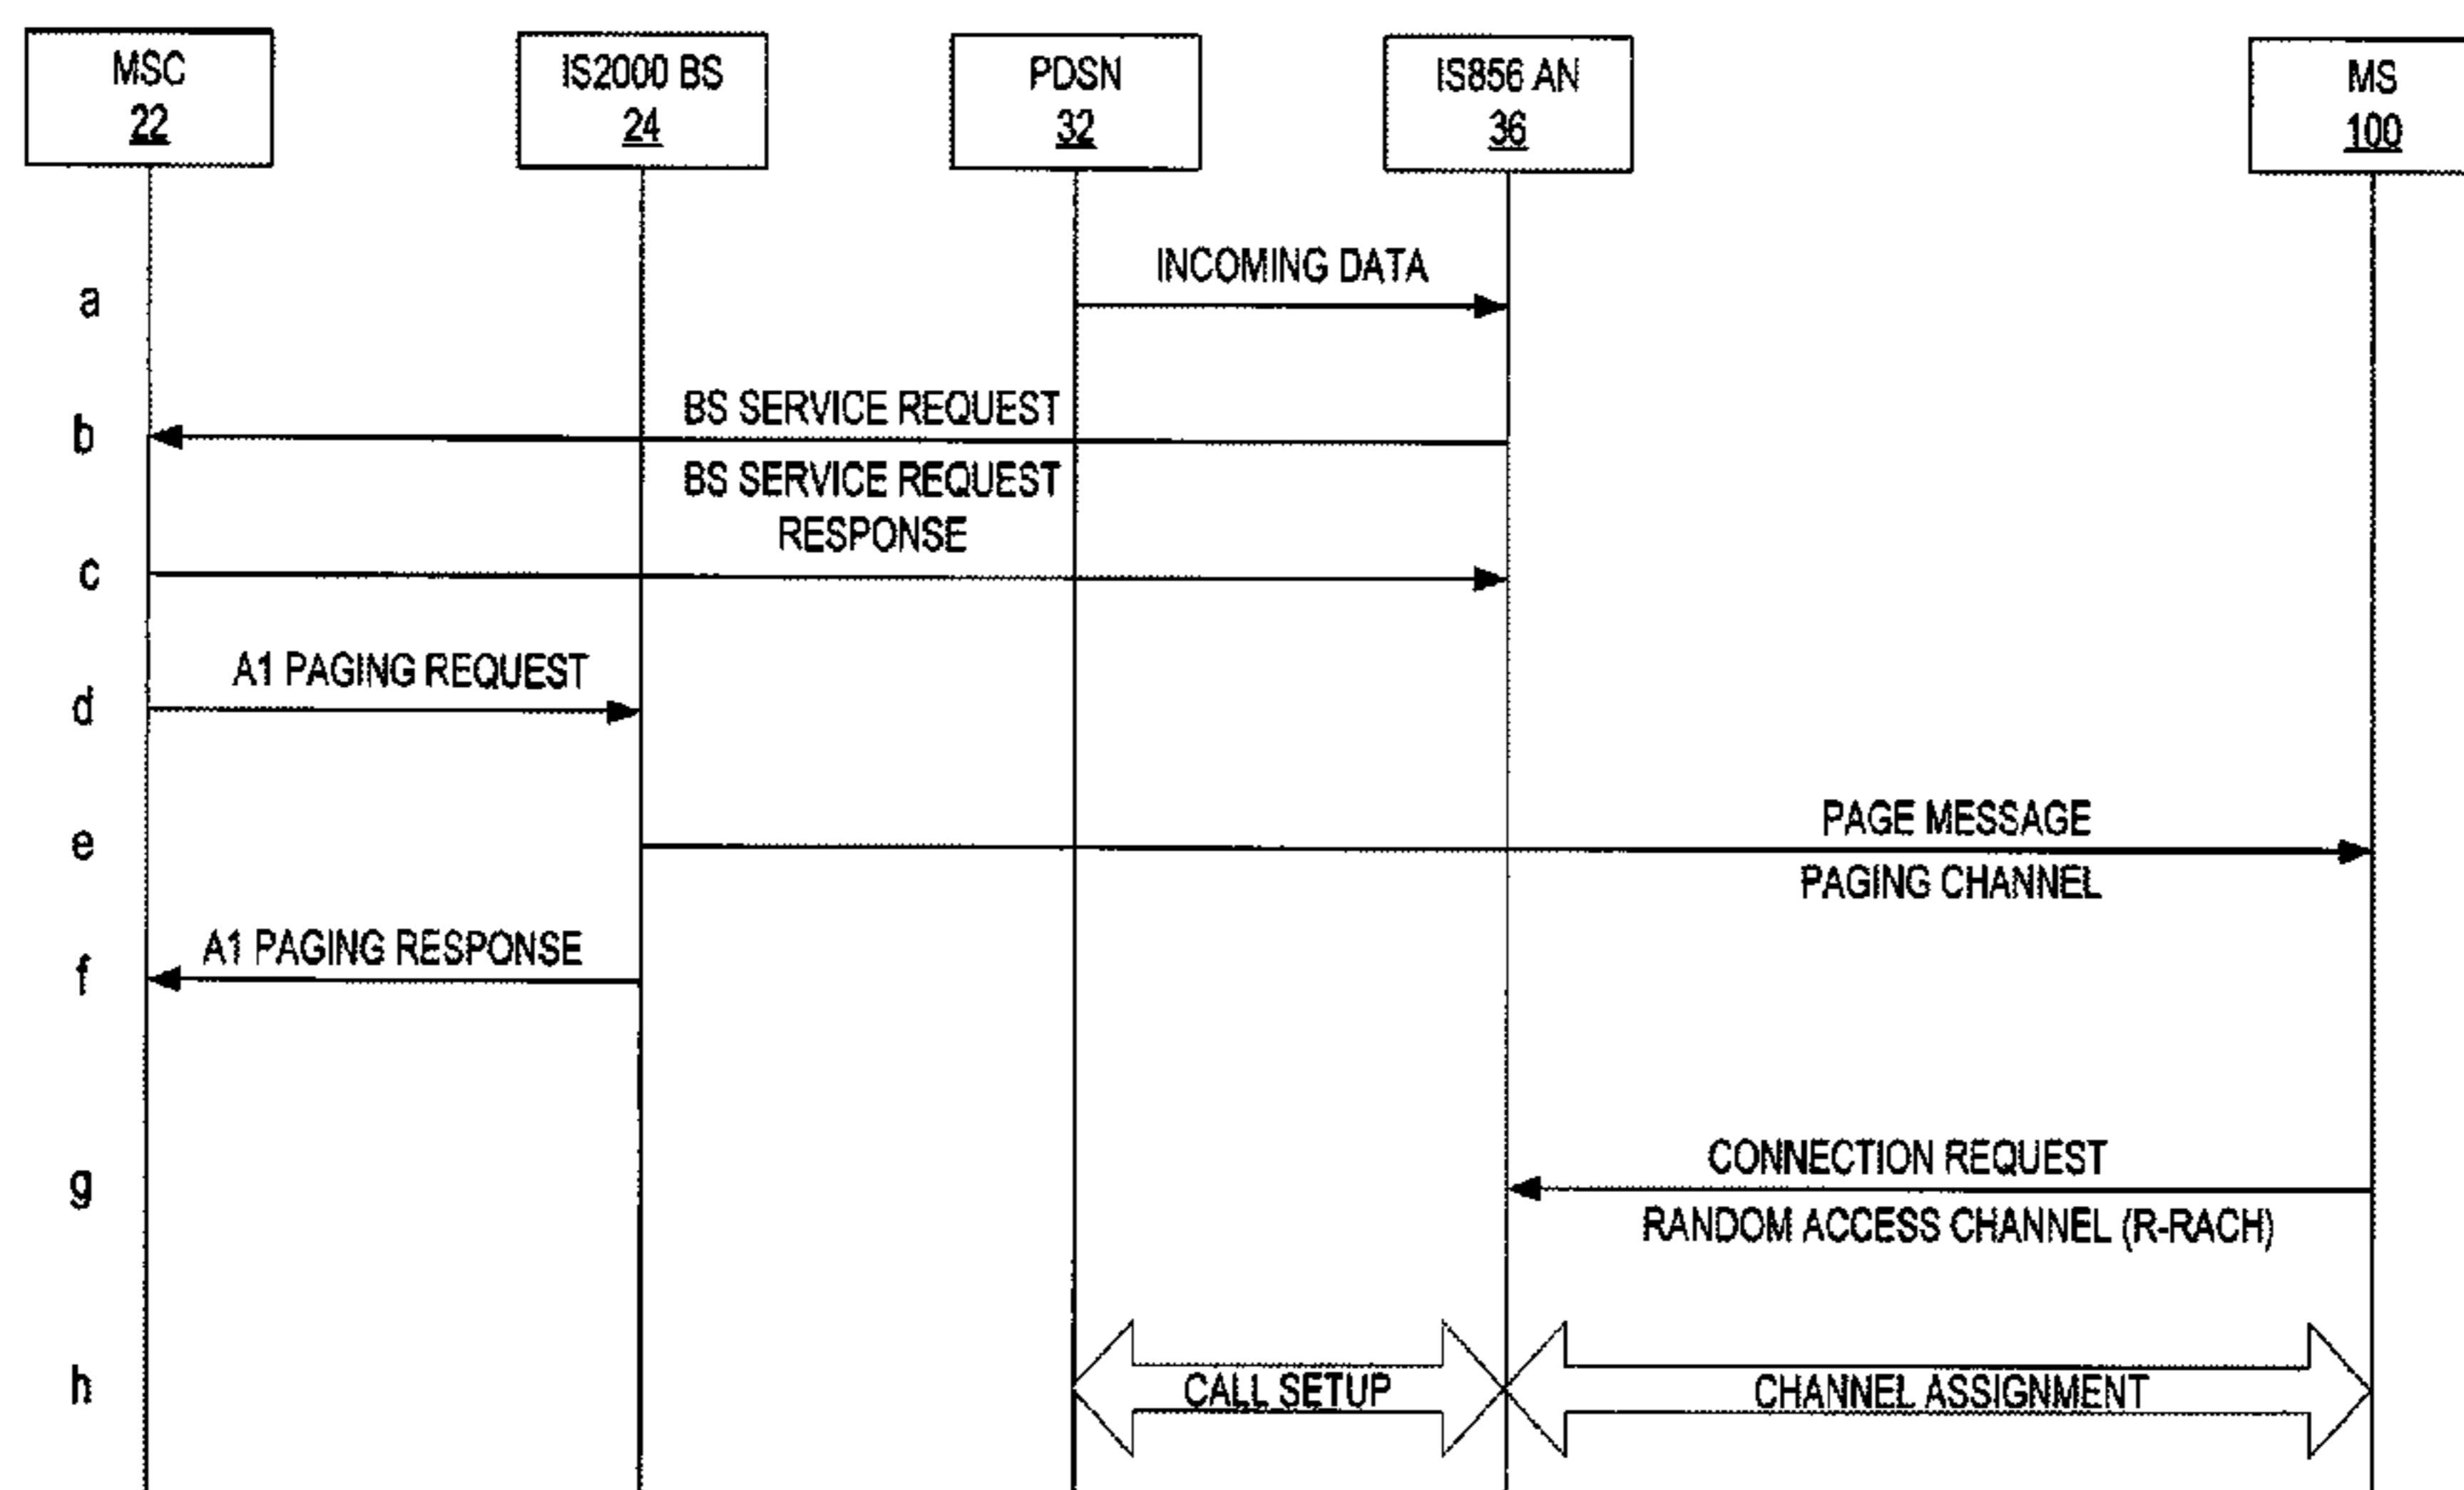 MSC
22
IS2000 BS
24
PDSN
32
IS856 AN
36
MS
100
a
INCOMING DATA
b
BS SERVICE REQUEST
BS SERVICE REQUEST
RESPONSE
c
d
A1 PAGING REQUEST
e
PAGE MESSAGE
PAGING CHANNEL
f
A1 PAGING RESPONSE
g
CONNECTION REQUEST
RANDOM ACCESS CHANNEL (R-RACH)
h
CALL SETUP
CHANNEL ASSIGNMENT